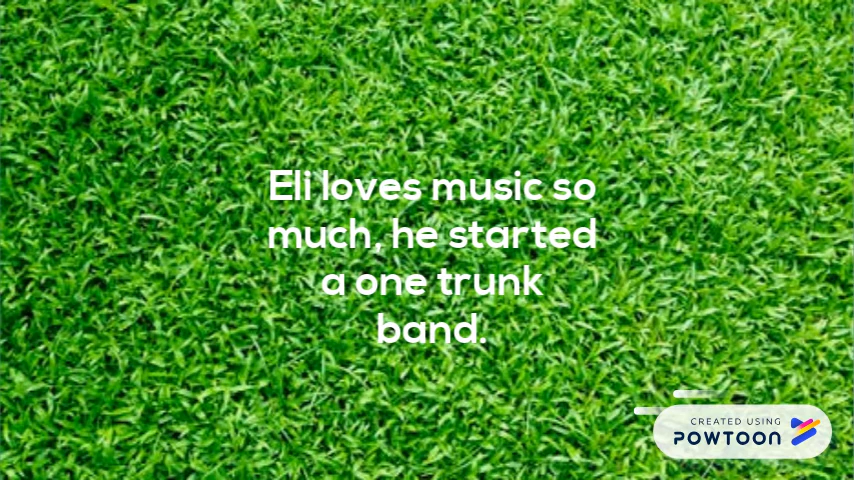 Eli loves music so
much, he started
a one trunk
band.
CREATED USING
POWTOON